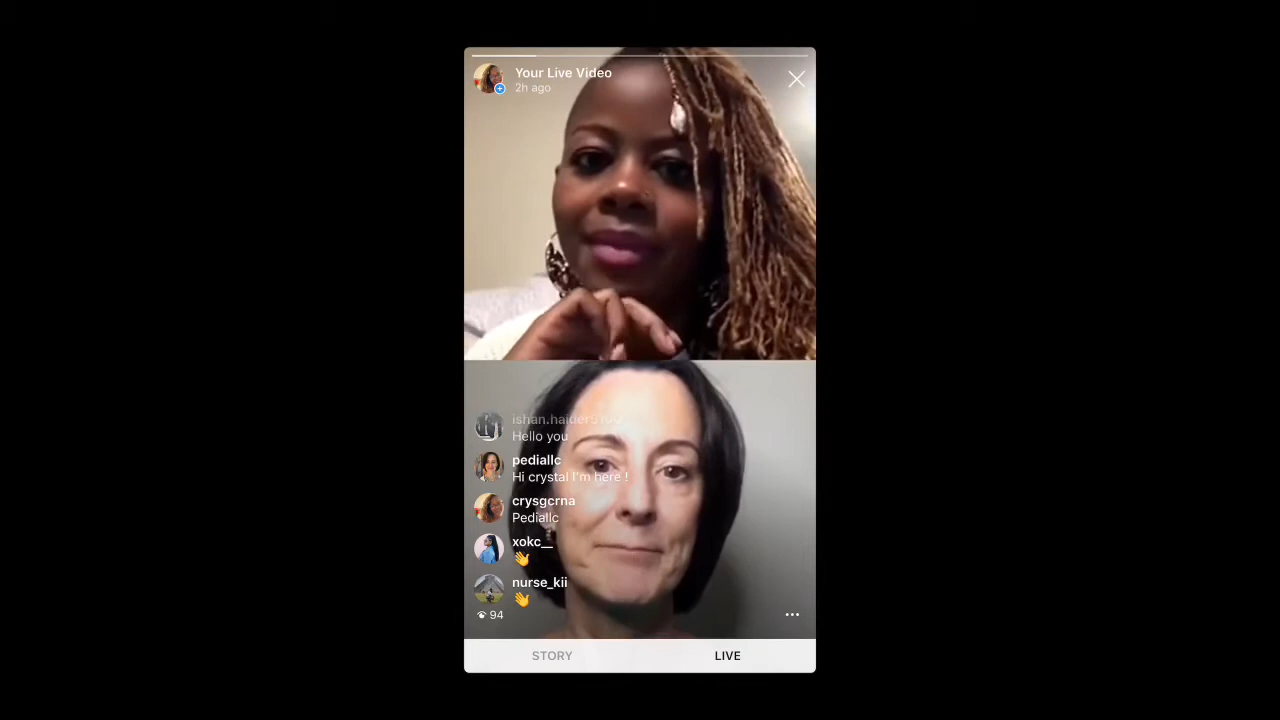 Your Live Video
2h ago
Hello you
pediallc
Hi crystal I'm here !
crysgcrna
Pediallc
xokc__
👋
nurse_kii
👋
94
STORY
LIVE